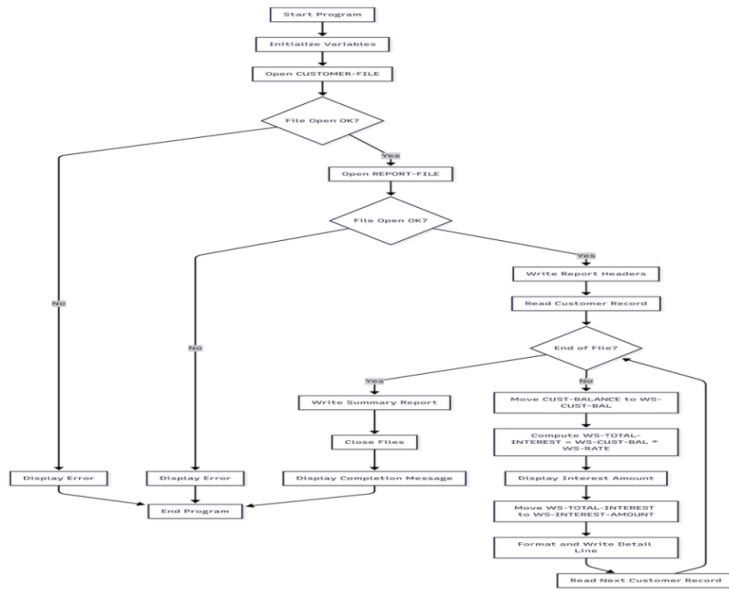 Start Program
Initialize Variables
Open CUSTOMER-FILE
File Open OK?
Yes
Open REPORT-FILE
File Open OK?
Yes
Write Report Headers
No
Read Customer Record
No
End of File?
Yes
No
Write Summary Report
Move CUST-BALANCE to WS-
CUST-BAL
Close Files
Compute WS-TOTAL-
INTEREST = WS-CUST-BAL *
WS-RATE
Display Error
Display Error
Display Completion Message
Display Interest Amount
End Program
Move WS-TOTAL-INTEREST
to WS-INTEREST-AMOUNT
Format and Write Detail
Line
Read Next Customer Record